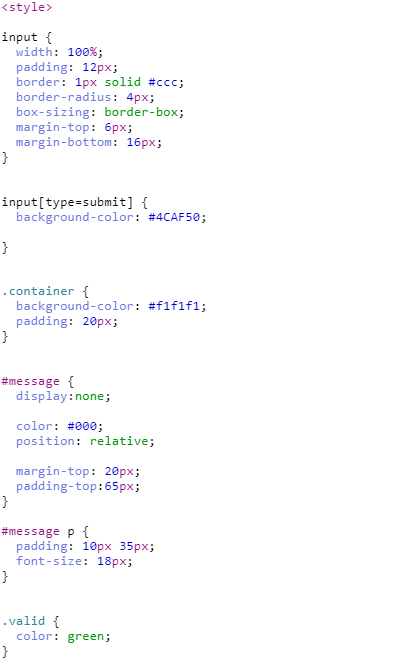 <style>

input {
  width: 100%;
  padding: 12px;
  border: 1px solid #ccc;
  border-radius: 4px;
  box-sizing: border-box;
  margin-top: 6px;
  margin-bottom: 16px;
}

input[type=submit] {
  background-color: #4CAF50;

}

.container {
  background-color: #f1f1f1;
  padding: 20px;
}

#message {
  display:none;

  color: #000;
  position: relative;

  margin-top: 20px;
  padding-top:65px;
}

#message p {
  padding: 10px 35px;
  font-size: 18px;
}

.valid {
  color: green;
}